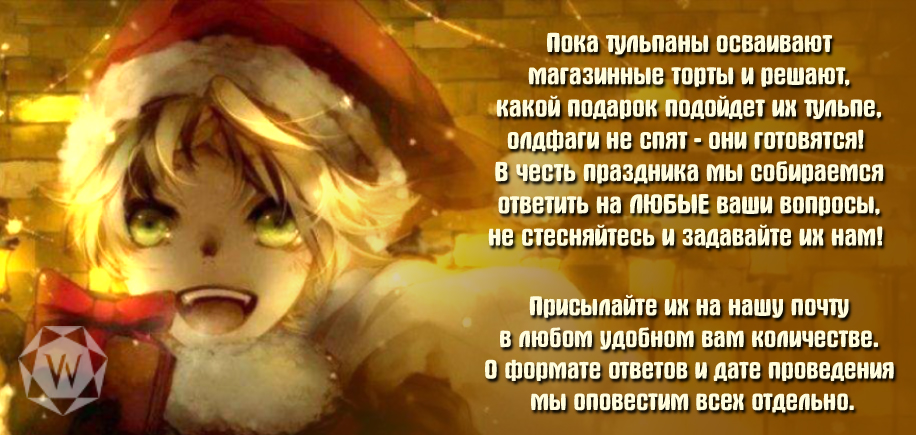 Пока тульпаны осваивают
магазинные торты и решают,
какой подарок подойдет их тульпе,
олдфаги не спят - они готовятся!
В честь праздника мы собираемся
ответить на ЛЮБЫЕ ваши вопросы,
не стесняйтесь и задавайте их нам!
Присылайте их на нашу почту
в любом удобном вам количестве.
О формате ответов и дате проведения
мы оповестим всех отдельно.
W